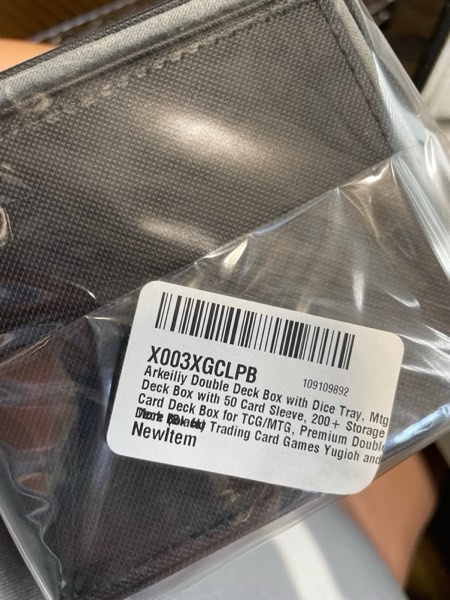 X003XGCLPB
109109892
Arkeiliy Double Deck Box with Dice Tray, Mtg
Deck Box with 50 Card Sleeve, 200+ Storage
Card Deck Box for TCG/MTG, Premium Double
Trading Card Games Yugioh and
NewItem